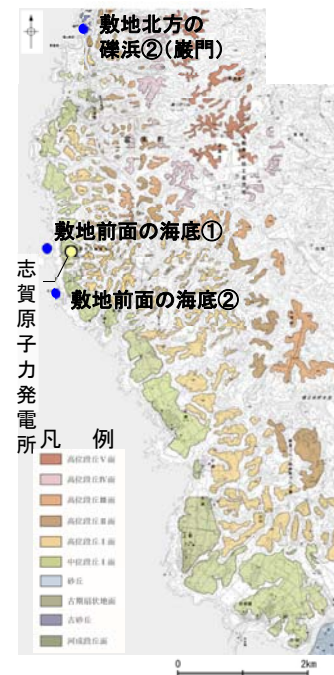 敷地北方の
礫浜②(巌門)
敷地前面の海底①
敷地前面の海底②
志賀原子力発電所
凡 例
高位段丘Ⅴ面
高位段丘Ⅳ面
高位段丘Ⅲ面
高位段丘Ⅱ面
高位段丘Ⅰ面
中位段丘Ⅰ面
砂丘
古期扇状地面
古砂丘
河成段丘面
0 2km